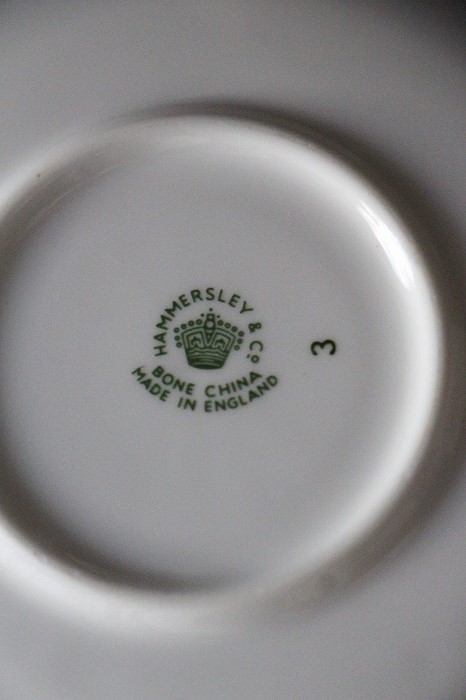 HAMMERSLEY & Co.
BONE CHINA
MADE IN ENGLAND
3